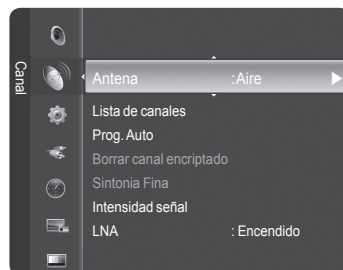 Canal
Antena :Aire
Lista de canales
Prog. Auto
Borrar canal encriptado
Sintonia Fina
Intensidad señal
LNA : Encendido